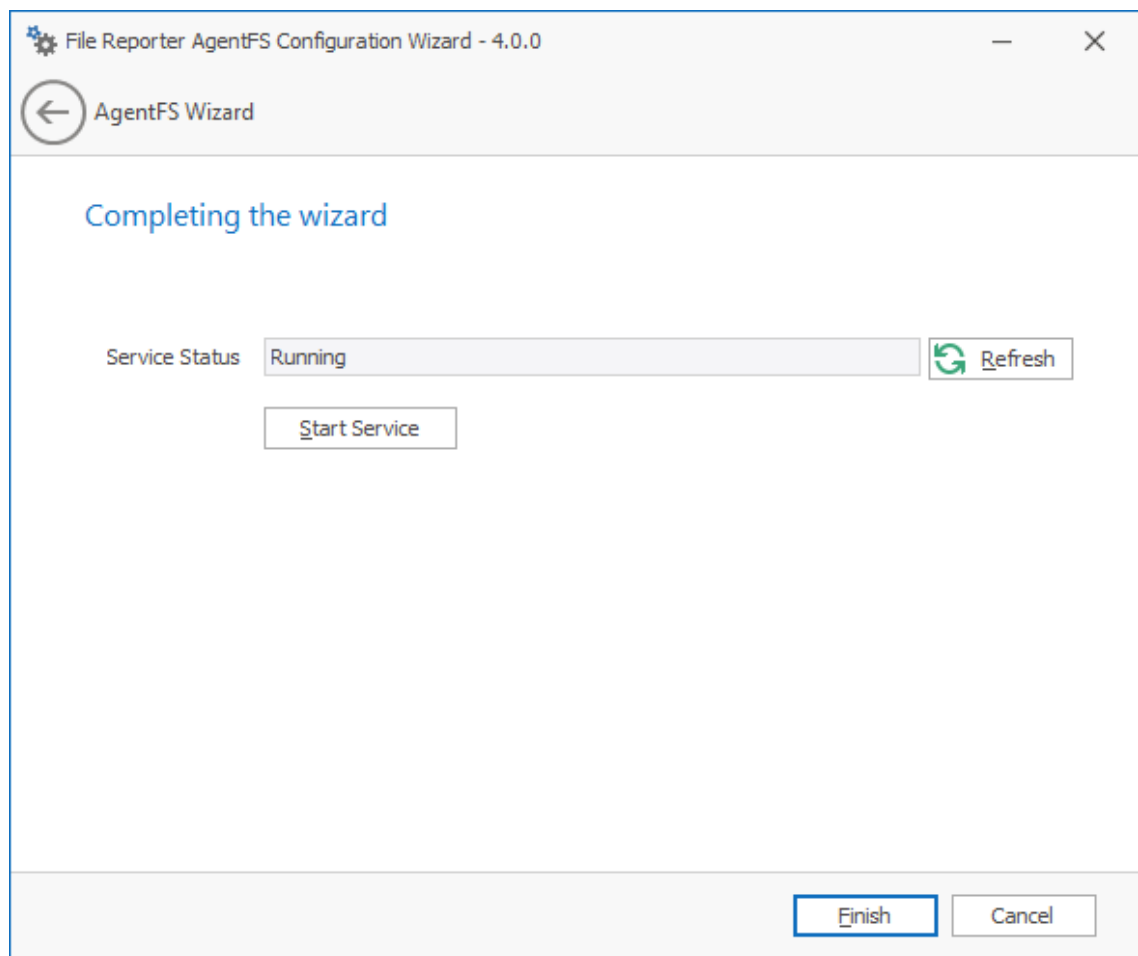 File Reporter AgentFS Configuration Wizard - 4.0.0
AgentFS Wizard
Completing the wizard
Service Status Running Refresh
Start Service
Finish Cancel